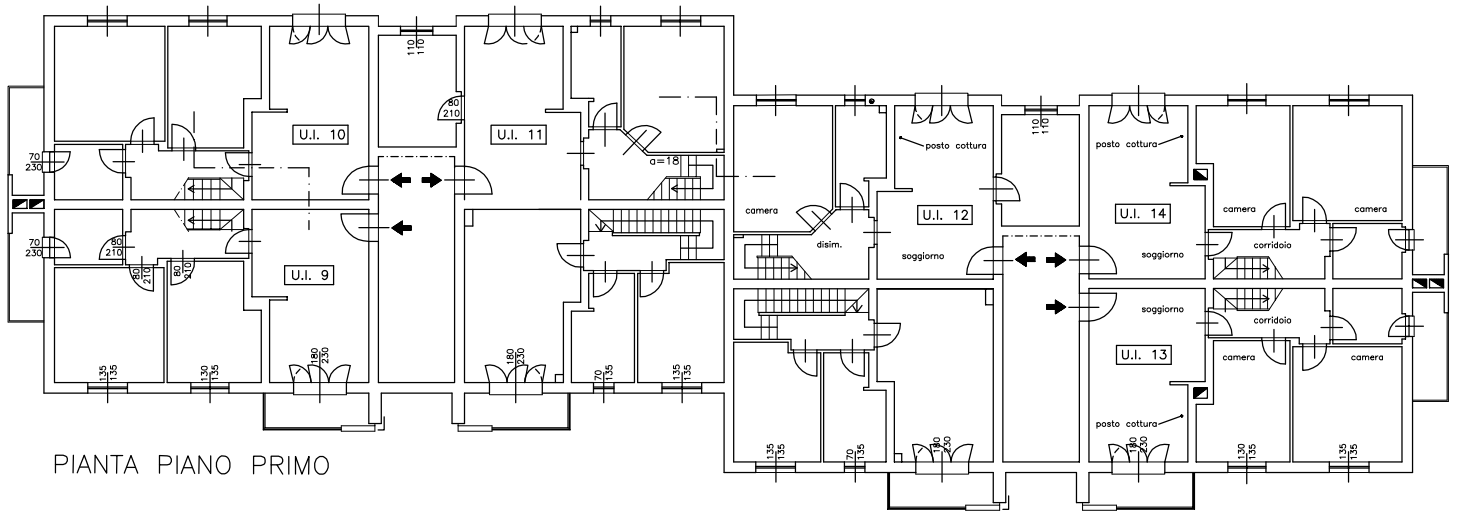 110
110
80
210
U.I. 10
U.I. 11
70
230
a=18
110
110
posto cottura
posto cottura
camera
U.I. 12
U.I. 14
camera
camera
70
230
80
210
disim.
soggiorno
soggiorno
corridoio
80
210
80
210
U.I. 9
soggiorno
corridoio
180
230
180
230
U.I. 13
camera
camera
135
135
130
135
70
135
135
135
posto cottura
180
230
180
230
135
135
70
135
130
135
135
135
PIANTA PIANO PRIMO